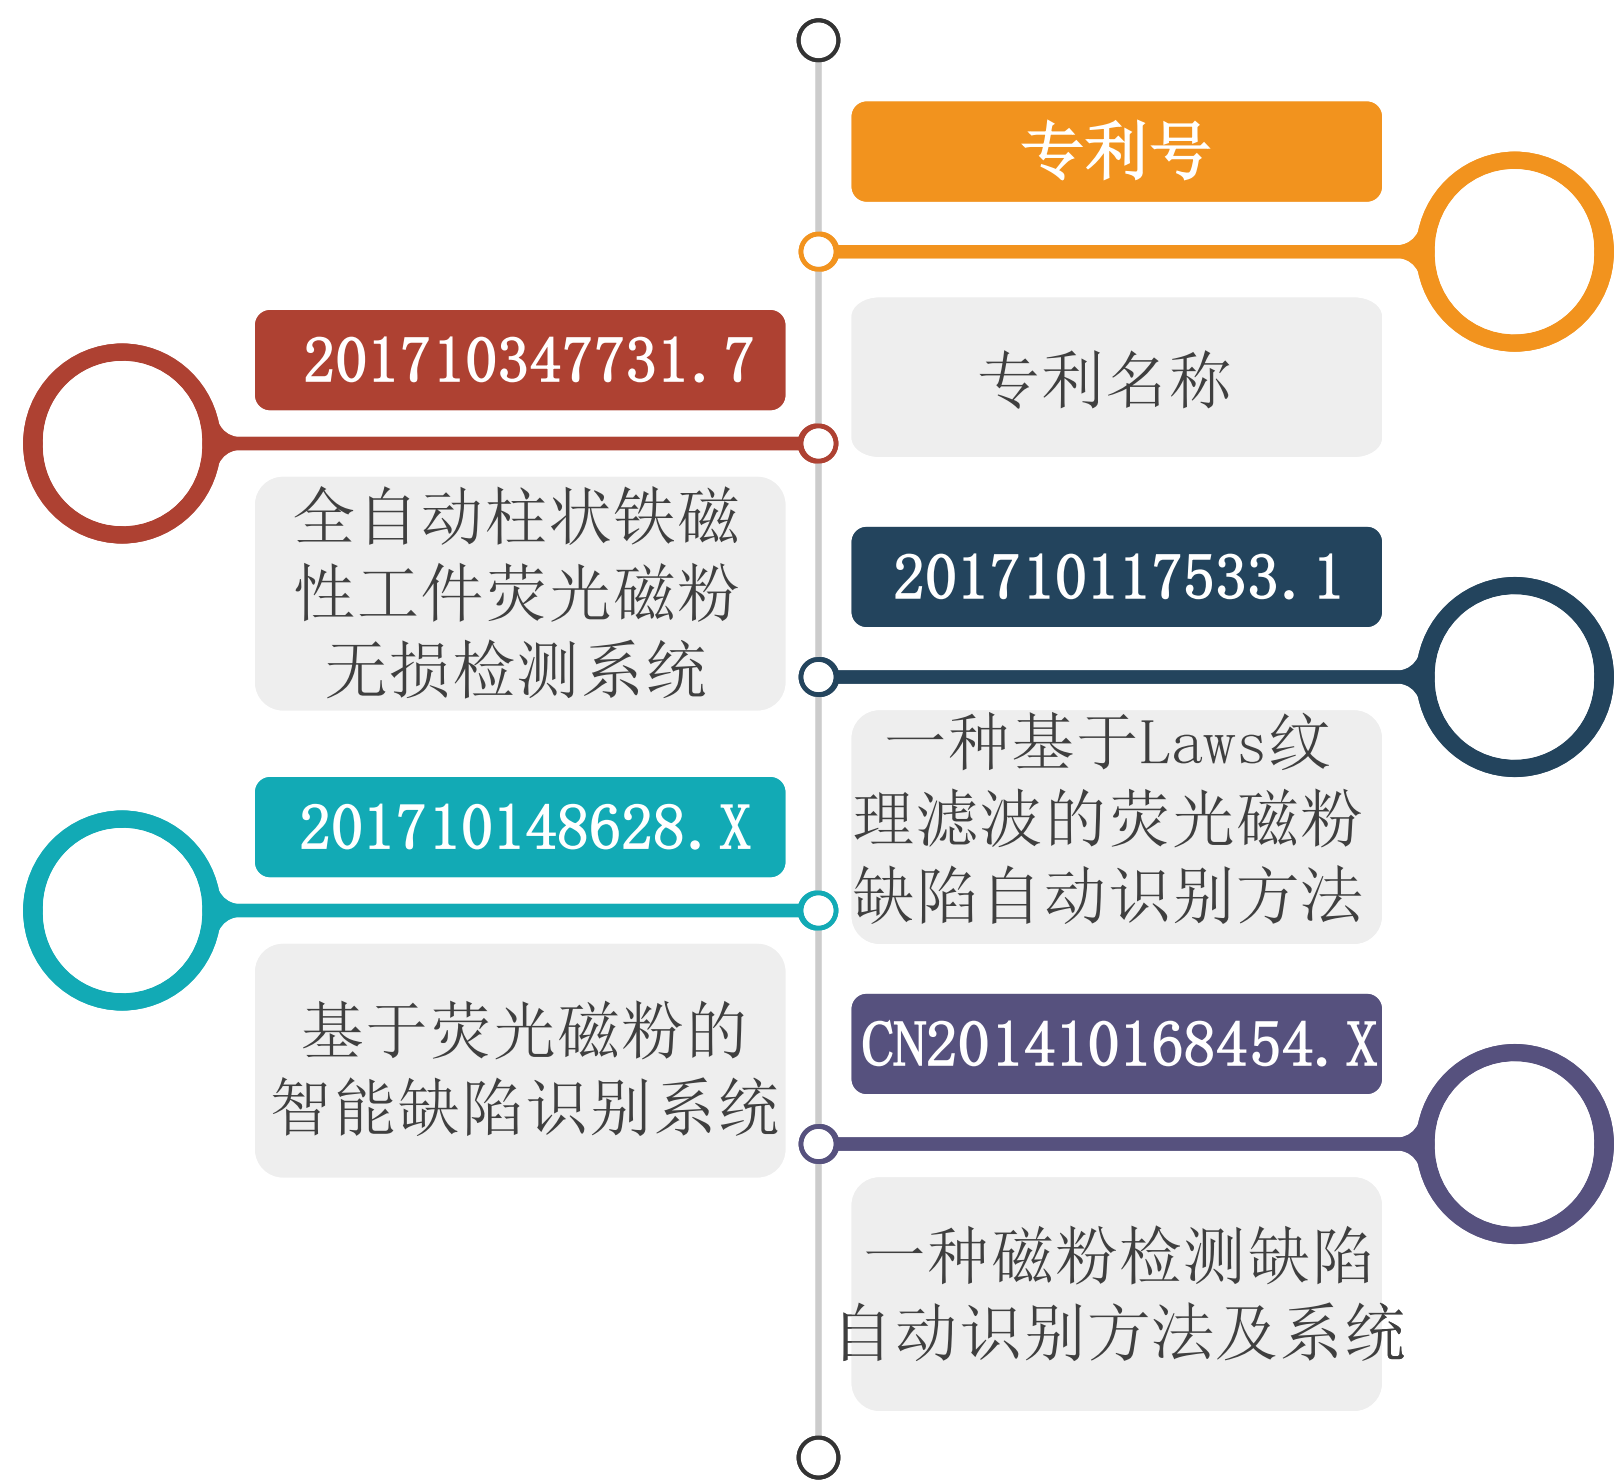 专利号
专利名称
201710347731.7
全自动柱状铁磁
性工件荧光磁粉
无损检测系统
201710117533.1
一种基于Laws纹
理滤波的荧光磁粉
缺陷自动识别方法
201710148628.X
基于荧光磁粉的
智能缺陷识别系统
CN201410168454.X
一种磁粉检测缺陷
自动识别方法及系统